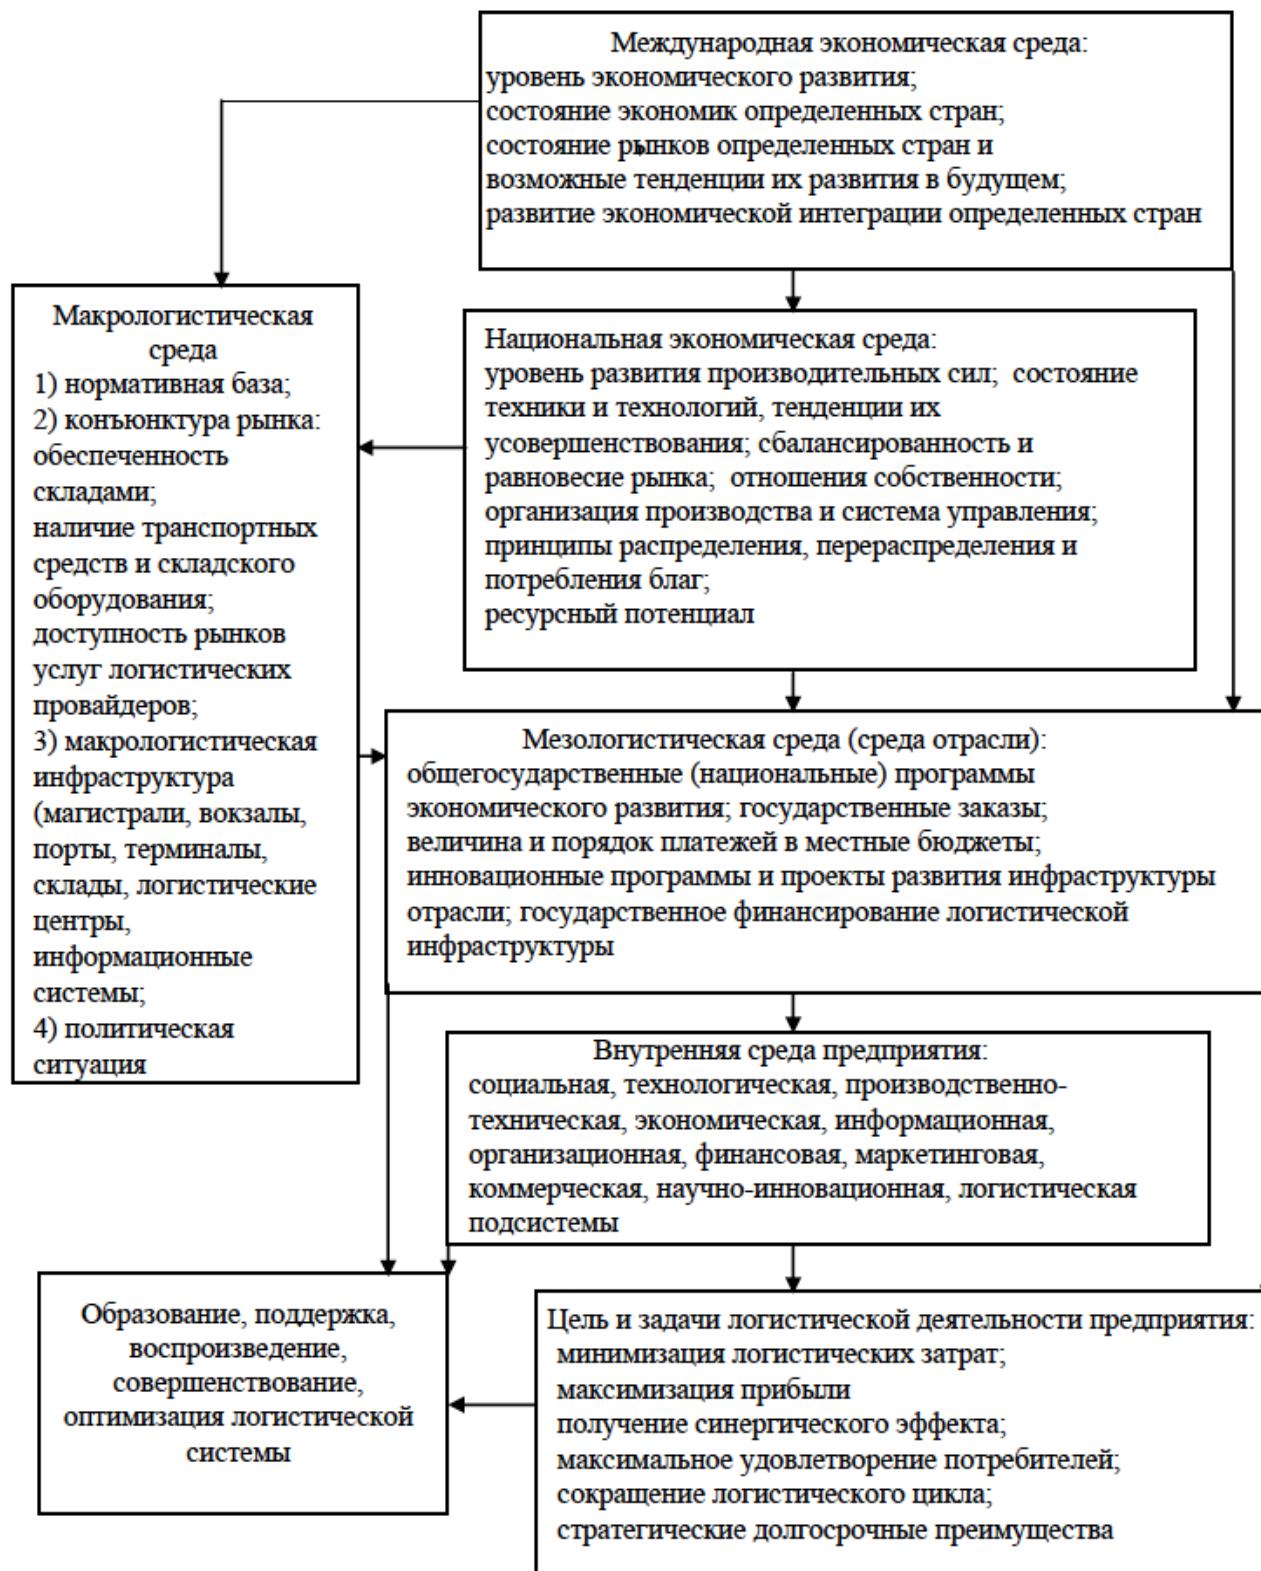 Международная экономическая среда:
уровень экономического развития;
состояние экономик определенных стран;
состояние рынков определенных стран и
возможные тенденции их развития в будущем;
развитие экономической интеграции определенных стран
Макрологистическая
среда
1) нормативная база;
2) конъюнктура рынка:
обеспеченность
складами;
наличие транспортных
средств и складского
оборудования;
доступность рынков
услуг логистических
провайдеров;
3) макрологистическая
инфраструктура
(магистрали, вокзалы,
порты, терминалы,
склады, логистические
центры,
информационные
системы;
4) политическая
ситуация
Национальная экономическая среда:
уровень развития производительных сил; состояние
техники и технологий, тенденции их
усовершенствования; сбалансированность и
равновесие рынка; отношения собственности;
организация производства и система управления;
принципы распределения, перераспределения и
потребления благ;
ресурсный потенциал
Мезологистическая среда (среда отрасли):
общегосударственные (национальные) программы
экономического развития; государственные заказы;
величина и порядок платежей в местные бюджеты;
инновационные программы и проекты развития инфраструктуры
отрасли; государственное финансирование логистической
инфраструктуры
Внутренняя среда предприятия:
социальная, технологическая, производственно-
техническая, экономическая, информационная,
организационная, финансовая, маркетинговая,
коммерческая, научно-инновационная, логистическая
подсистемы
Образование, поддержка,
воспроизведение,
совершенствование,
оптимизация логистической
системы
Цель и задачи логистической деятельности предприятия:
минимизация логистических затрат;
максимизация прибыли
получение синергического эффекта;
максимальное удовлетворение потребителей;
сокращение логистического цикла;
стратегические долгосрочные преимущества